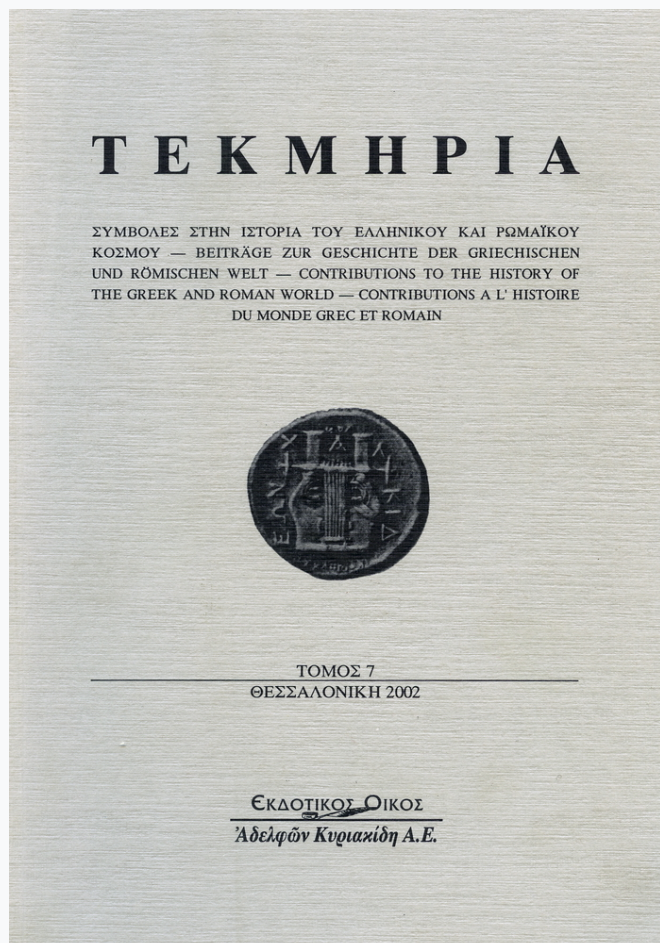 ΤΕΚΜΗΡΙΑ
ΣΥΜΒΟΛΕΣ ΣΤΗΝ ΙΣΤΟΡΙΑ ΤΟΥ ΕΛΛΗΝΙΚΟΥ ΚΑΙ ΡΩΜΑΪΚΟΥ
ΚΟΣΜΟΥ — BEITRÄGE ZUR GESCHICHTE DER GRIECHISCHEN
UND RÖMISCHEN WELT — CONTRIBUTIONS TO THE HISTORY OF
THE GREEK AND ROMAN WORLD — CONTRIBUTIONS A L' HISTOIRE
DU MONDE GREC ET ROMAIN
ΤΟΜΟΣ 7
ΘΕΣΣΑΛΟΝΙΚΗ 2002
ΕΚΔΟΤΙΚΟΣ ΟΙΚΟΣ
Ἀδελφῶν Κυριακίδη Α.Ε.